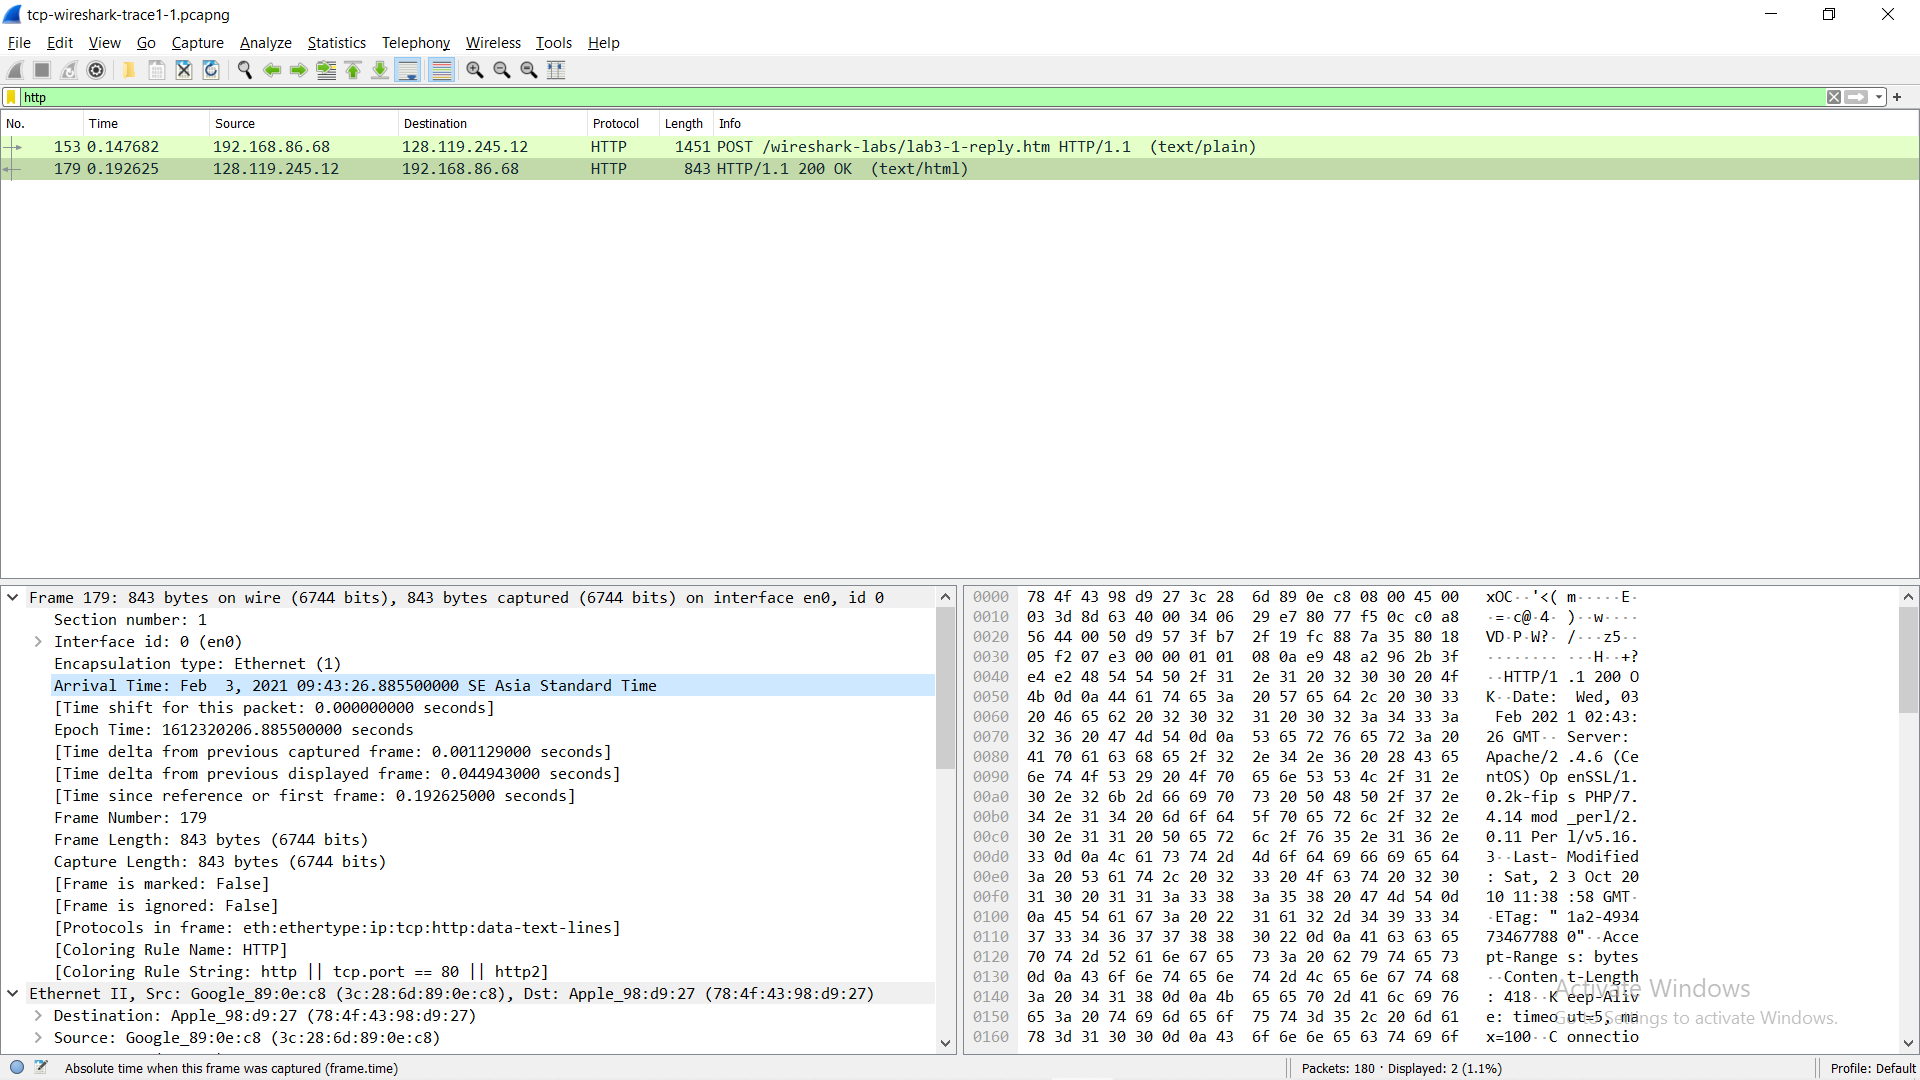 tcp-wireshark-trace1-1.pcapng
File Edit View Go Capture Analyze Statistics Telephony Wireless Tools Help
http
No. Time Source Destination Protocol Length Info
153 0.147682 192.168.86.68 128.119.245.12 HTTP 1451 POST /wireshark-labs/lab3-1-reply.htm HTTP/1.1 (text/plain)
179 0.192625 128.119.245.12 192.168.86.68 HTTP 843 HTTP/1.1 200 OK (text/html)
Frame 179: 843 bytes on wire (6744 bits), 843 bytes captured (6744 bits) on interface en0, id 0
Section number: 1
Interface id: 0 (en0)
Encapsulation type: Ethernet (1)
Arrival Time: Feb 3, 2021 09:43:26.885500000 SE Asia Standard Time
[Time shift for this packet: 0.000000000 seconds]
Epoch Time: 1612320206.885500000 seconds
[Time delta from previous captured frame: 0.001129000 seconds]
[Time delta from previous displayed frame: 0.044943000 seconds]
[Time since reference or first frame: 0.192625000 seconds]
Frame Number: 179
Frame Length: 843 bytes (6744 bits)
Capture Length: 843 bytes (6744 bits)
[Frame is marked: False]
[Frame is ignored: False]
[Protocols in frame: eth:ethertype:ip:tcp:http:data-text-lines]
[Coloring Rule Name: HTTP]
[Coloring Rule String: http || tcp.port == 80 || http2]
Ethernet II, Src: Google_89:0e:c8 (3c:28:6d:89:0e:c8), Dst: Apple_98:d9:27 (78:4f:43:98:d9:27)
Destination: Apple_98:d9:27 (78:4f:43:98:d9:27)
Source: Google_89:0e:c8 (3c:28:6d:89:0e:c8)
0000 78 4f 43 98 d9 27 3c 28 6d 89 0e c8 08 00 45 00 xOC··'<( m·····E·
0010 03 3d 8d 63 40 00 34 06 29 e7 80 77 f5 0c c0 a8 ·=·c@·4· )··w····
0020 56 44 00 50 d9 57 3f b7 2f 19 fc 88 7a 35 80 18 VD·P·W?· /···z5··
0030 05 f2 07 e3 00 00 01 01 08 0a e9 48 a2 96 2b 3f ········ ···H··+?
0040 e4 e2 48 54 54 50 2f 31 2e 31 20 32 30 30 20 4f ··HTTP/1 .1 200 O
0050 4b 0d 0a 44 61 74 65 3a 20 57 65 64 2c 20 30 33 K··Date: Wed, 03
0060 20 46 65 62 20 32 30 32 31 20 30 32 3a 34 33 3a Feb 202 1 02:43:
0070 32 36 20 47 4d 54 0d 0a 53 65 72 76 65 72 3a 20 26 GMT·· Server:
0080 41 70 61 63 68 65 2f 32 2e 34 2e 36 20 28 43 65 Apache/2 .4.6 (Ce
0090 6e 74 4f 53 29 20 4f 70 65 6e 53 53 4c 2f 31 2e ntOS) Op enSSL/1.
00a0 30 2e 32 6b 2d 66 69 70 73 20 50 48 50 2f 37 2e 0.2k-fip s PHP/7.
00b0 34 2e 31 34 20 6d 6f 64 5f 70 65 72 6c 2f 32 2e 4.14 mod _perl/2.
00c0 30 2e 31 31 20 50 65 72 6c 2f 76 35 2e 31 36 2e 0.11 Per l/v5.16.
00d0 33 0d 0a 4c 61 73 74 2d 4d 6f 64 69 66 69 65 64 3··Last- Modified
00e0 3a 20 53 61 74 2c 20 32 33 20 4f 63 74 20 32 30 : Sat, 2 3 Oct 20
00f0 31 30 20 31 31 3a 33 38 3a 35 38 20 47 4d 54 0d 10 11:38 :58 GMT·
0100 0a 45 54 61 67 3a 20 22 31 61 32 2d 34 39 33 34 ·ETag: " 1a2-4934
0110 37 33 34 36 37 37 38 38 30 22 0d 0a 41 63 63 65 73467788 0"··Acce
0120 70 74 2d 52 61 6e 67 65 73 3a 20 62 79 74 65 73 pt-Range s: bytes
0130 0d 0a 43 6f 6e 74 65 6e 74 2d 4c 65 6e 67 74 68 ··Conten t-Length
0140 3a 20 34 31 38 0d 0a 4b 65 65 70 2d 41 6c 69 76 : 418··K eep-Aliv
0150 65 3a 20 74 69 6d 65 6f 75 74 3d 35 2c 20 6d 61 e: timeo ut=5, ma
0160 78 3d 31 30 30 0d 0a 43 6f 6e 6e 65 63 74 69 6f x=100··C onnectio
Activate Windows
Go to Settings to activate Windows.
Absolute time when this frame was captured (frame.time)
Packets: 180 · Displayed: 2 (1.1%)
Profile: Default